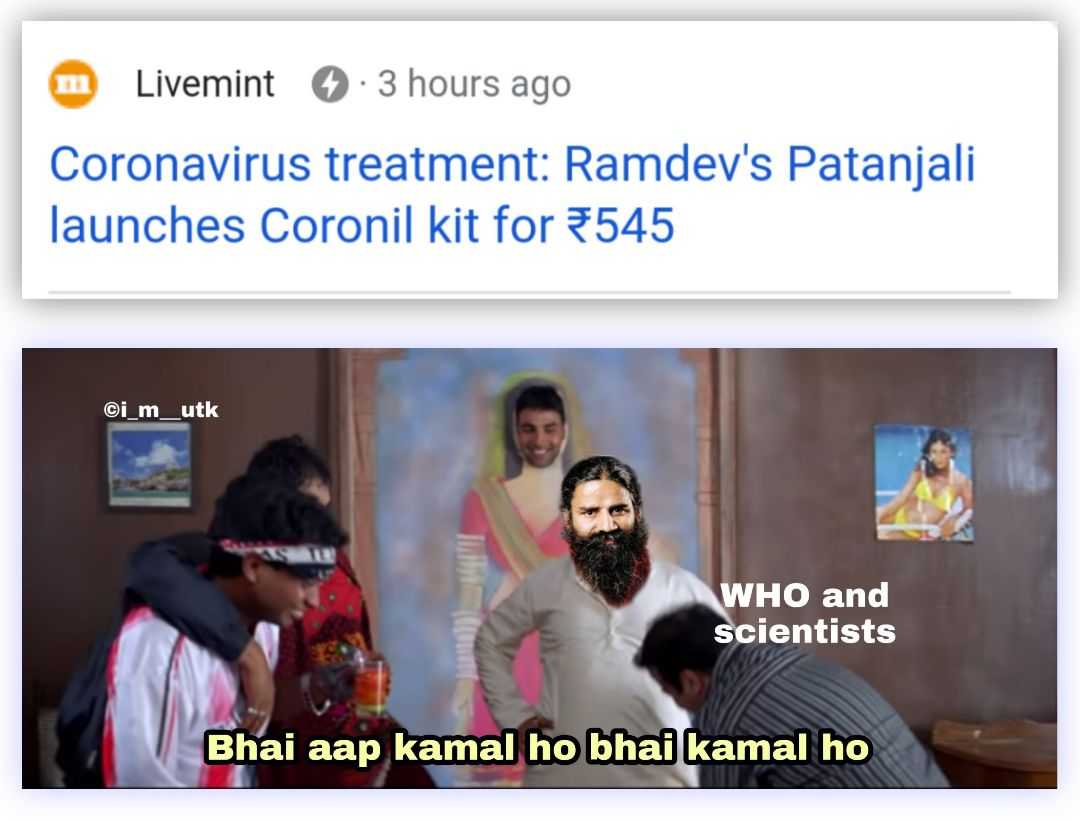 m Livemint · 3 hours ago
Coronavirus treatment: Ramdev's Patanjali
launches Coronil kit for ₹545
©i_m__utk
WHO and
scientists
Bhai aap kamal ho bhai kamal ho